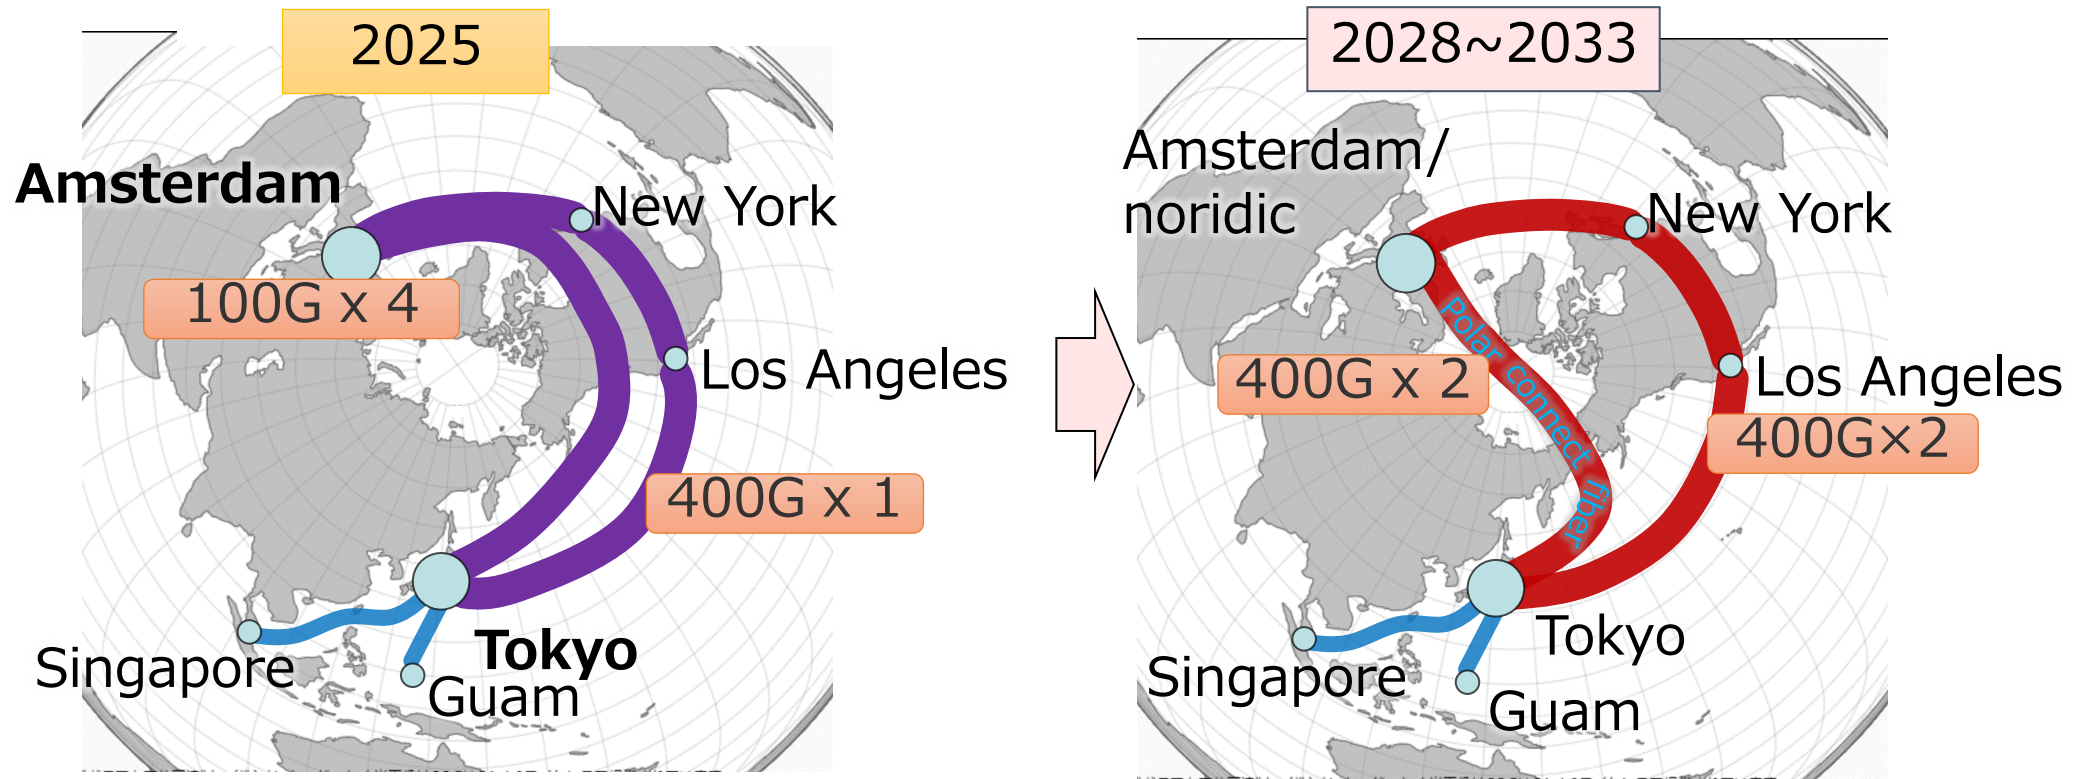 2025
Amsterdam
New York
100G x 4
Los Angeles
400G x 1
Tokyo
Singapore
Guam
2028~2033
Amsterdam/
noridic
New York
Polar connect fiber
400G x 2
Los Angeles
400G×2
Tokyo
Singapore
Guam